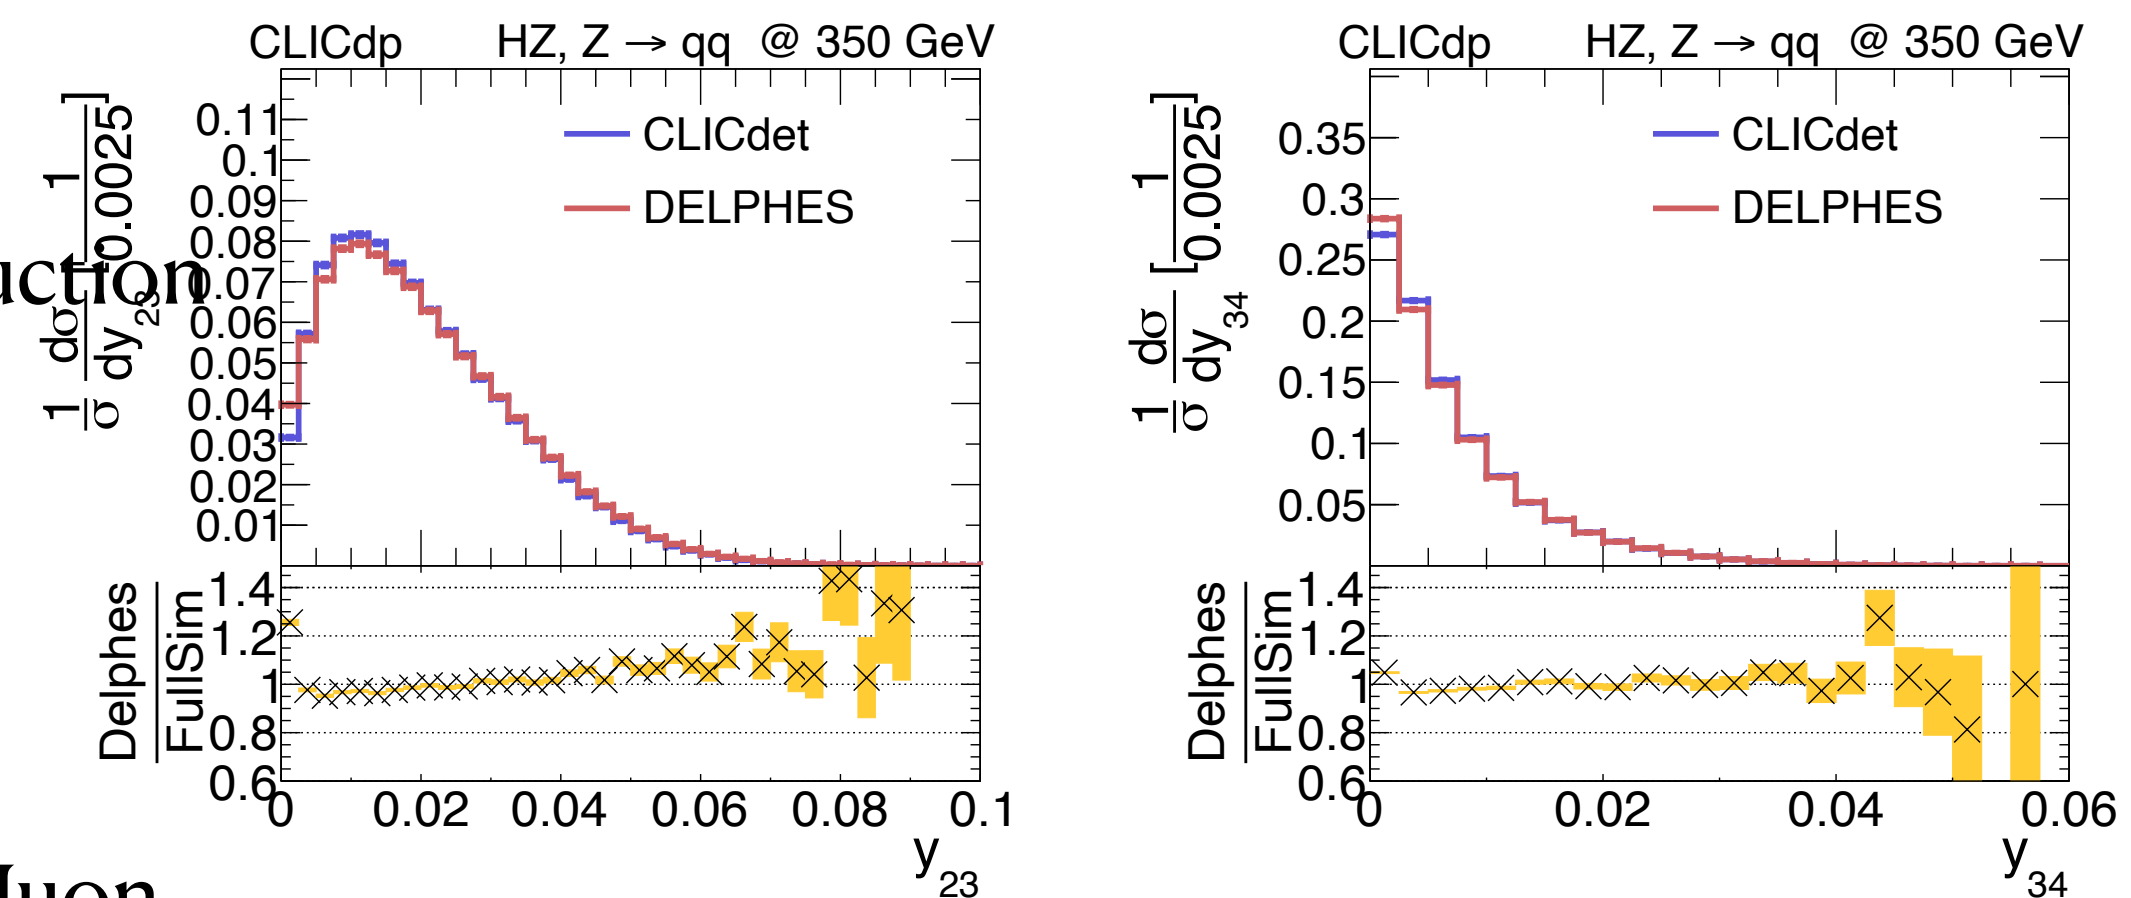 CLICdp HZ, Z → qq @ 350 GeV
CLICdet
DELPHES
1/σ dσ/dy23 [1/0.0025]
0.11
0.1
0.09
0.08
0.07
0.06
0.05
0.04
0.03
0.02
0.01
uction
Delphes
FullSim
1.4
1.2
1
0.8
0.6
0 0.02 0.04 0.06 0.08 0.1
y23
CLICdp HZ, Z → qq @ 350 GeV
CLICdet
DELPHES
1/σ dσ/dy34 [1/0.0025]
0.35
0.3
0.25
0.2
0.15
0.1
0.05
Delphes
FullSim
1.4
1.2
1
0.8
0.6
0 0.02 0.04 0.06
y34